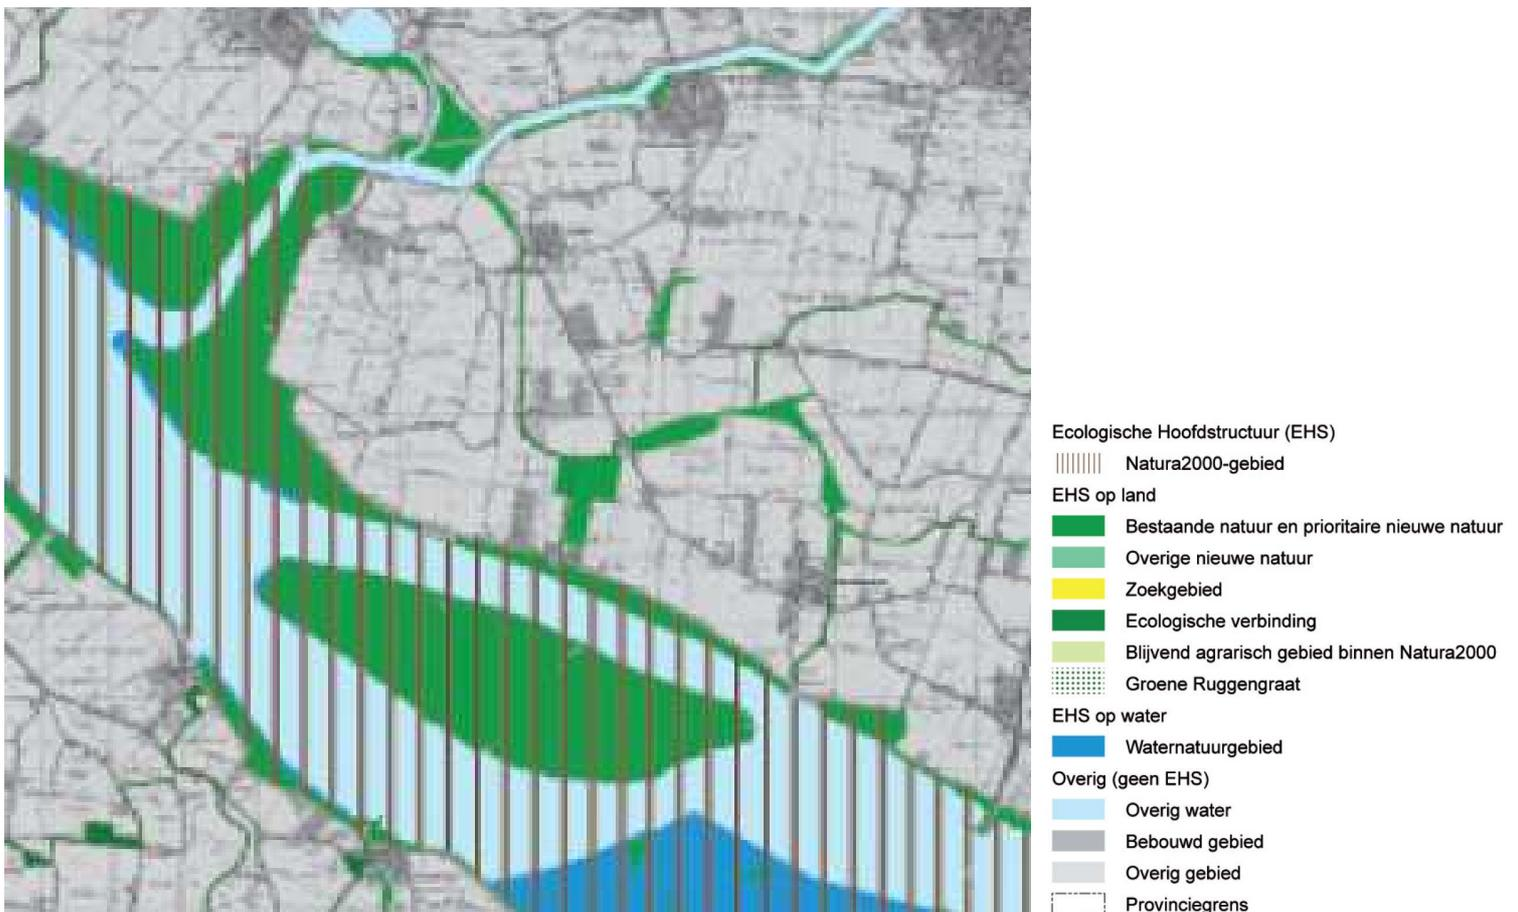 Ecologische Hoofdstructuur (EHS)
Natura2000-gebied
EHS op land
Bestaande natuur en prioritaire nieuwe natuur
Overige nieuwe natuur
Zoekgebied
Ecologische verbinding
Blijvend agrarisch gebied binnen Natura2000
Groene Ruggengraat
EHS op water
Waternatuurgebied
Overig (geen EHS)
Overig water
Bebouwd gebied
Overig gebied
Provinciegrens